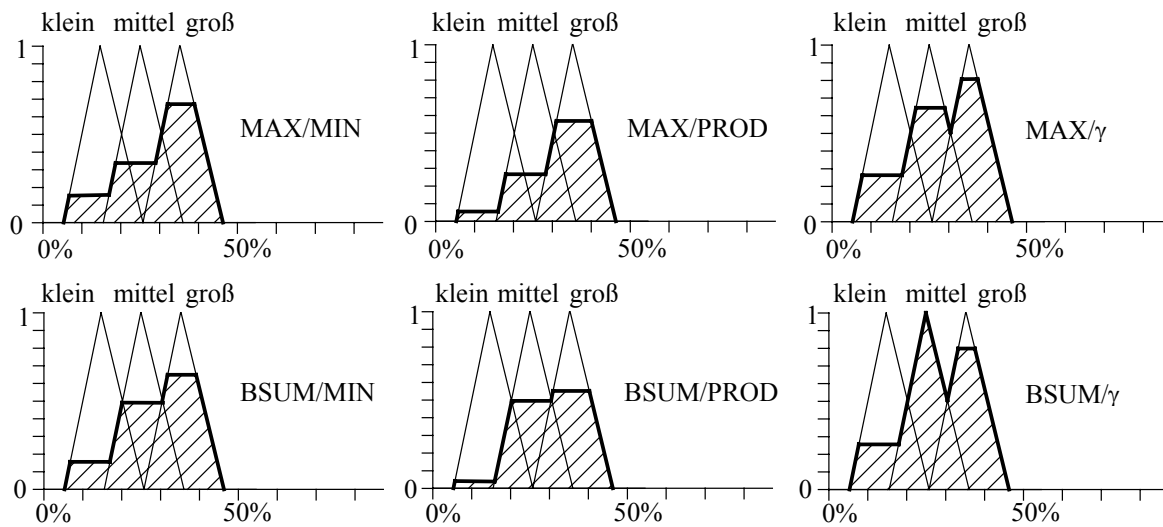 klein mittel groß
1
MAX/MIN
0
0% 50%
klein mittel groß
1
MAX/PROD
0
0% 50%
klein mittel groß
1
MAX/γ
0
0% 50%
klein mittel groß
1
BSUM/MIN
0
0% 50%
klein mittel groß
1
BSUM/PROD
0
0% 50%
klein mittel groß
1
BSUM/γ
0
0% 50%